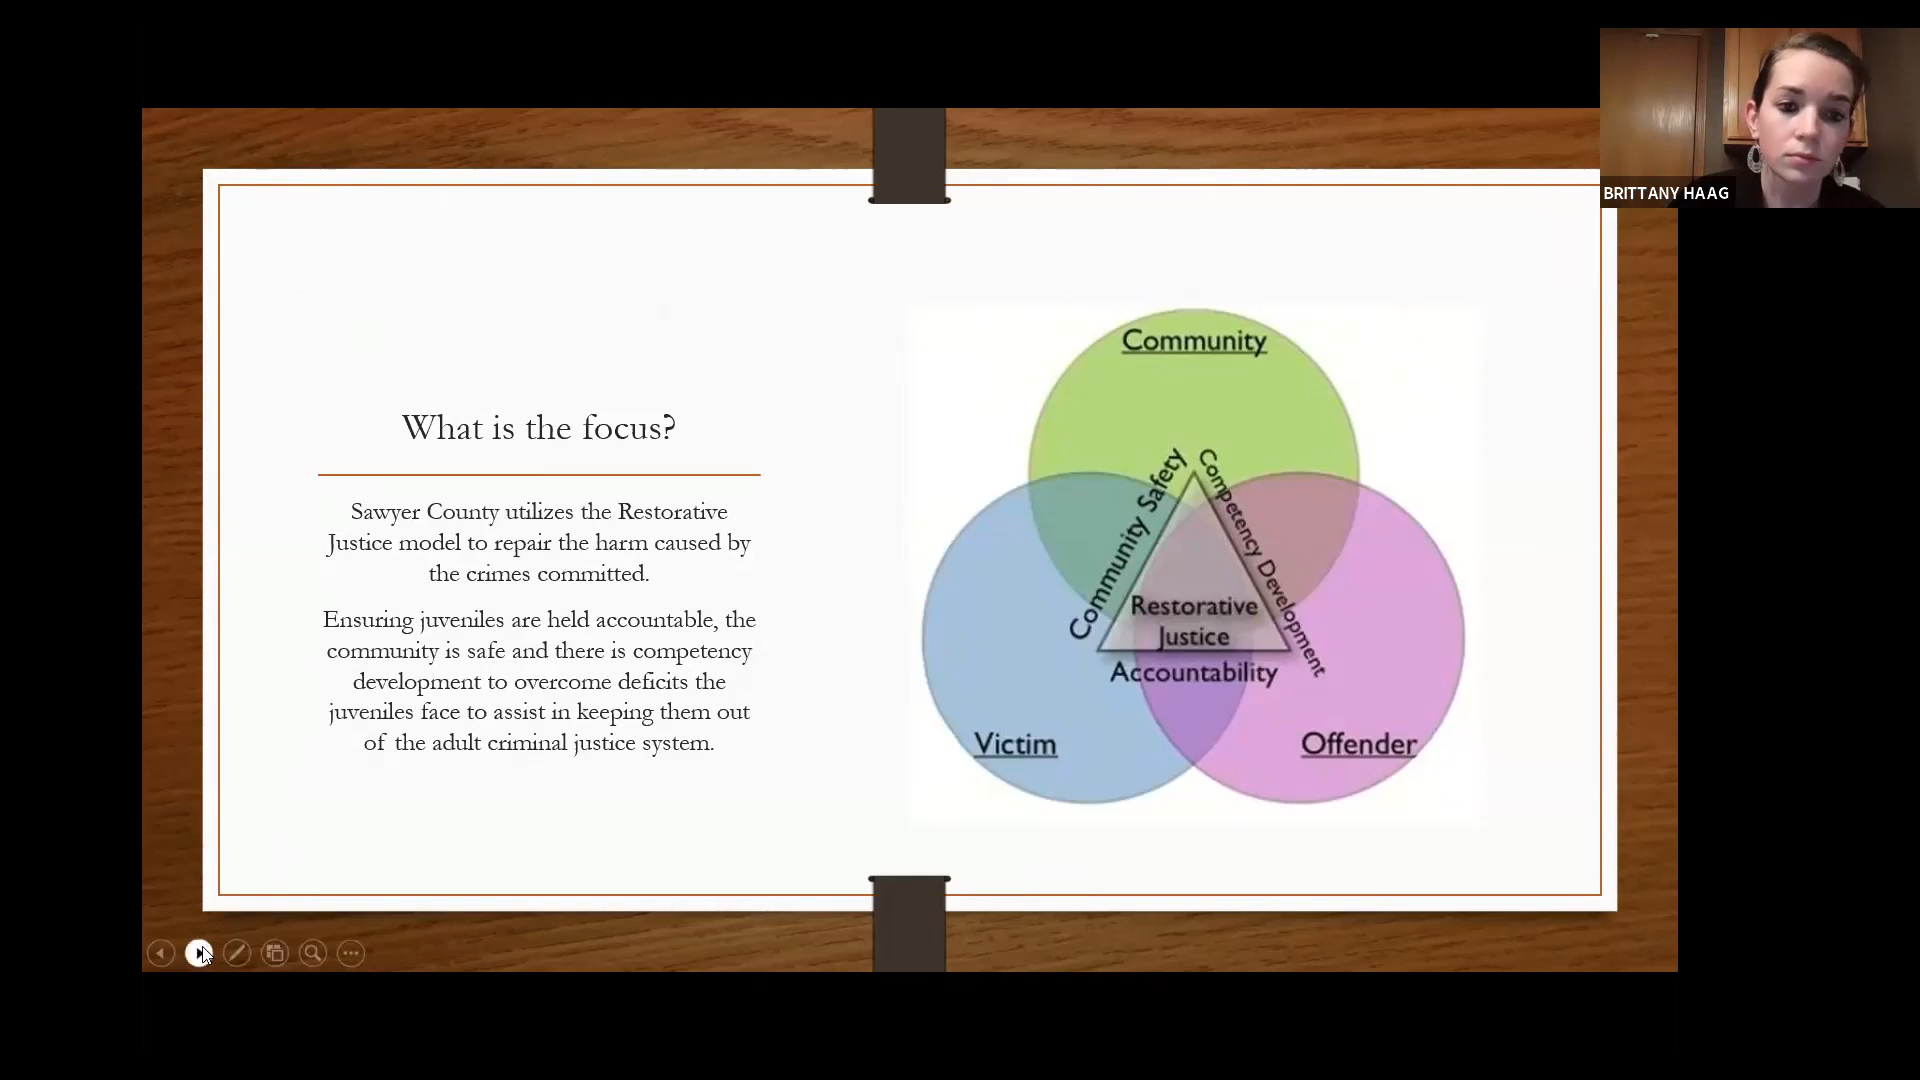 BRITTANY HAAG
What is the focus?
Sawyer County utilizes the Restorative
Justice model to repair the harm caused by
the crimes committed.
Ensuring juveniles are held accountable, the
community is safe and there is competency
development to overcome deficits the
juveniles face to assist in keeping them out
of the adult criminal justice system.
Community
Community Safety
Competency Development
Restorative
Justice
Accountability
Victim
Offender